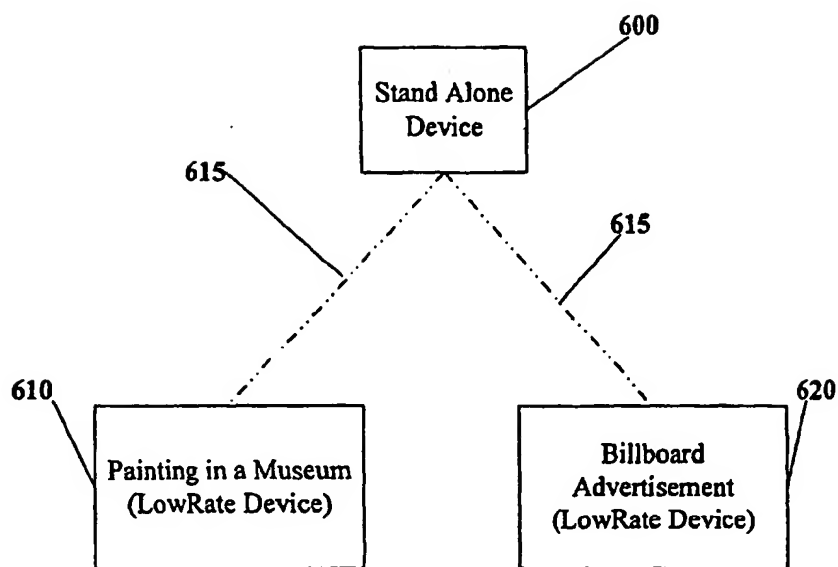 600
Stand Alone
Device
615
615
610
620
Painting in a Museum
(LowRate Device)
Billboard
Advertisement
(LowRate Device)